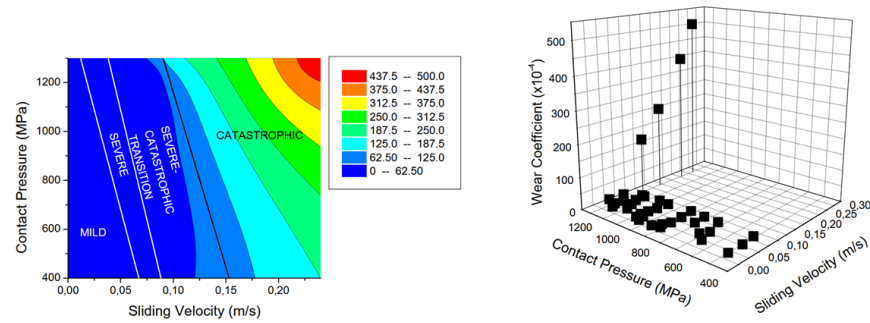 437.5 -- 500.0
375.0 -- 437.5
312.5 -- 375.0
250.0 -- 312.5
187.5 -- 250.0
125.0 -- 187.5
62.50 -- 125.0
0 -- 62.50
Contact Pressure (MPa)
1200
1000
800
600
400
0,00
0,05
0,10
0,15
0,20
Sliding Velocity (m/s)
MILD
SEVERE
TRANSITION
SEVERE-
CATASTROPHIC
CATASTROPHIC
Wear Coefficient (x10⁻⁴)
500
400
300
200
100
0
1200
1000
800
600
400
Contact Pressure (MPa)
0,00
0,05
0,10
0,15
0,20
0,25
0,30
Sliding Velocity (m/s)